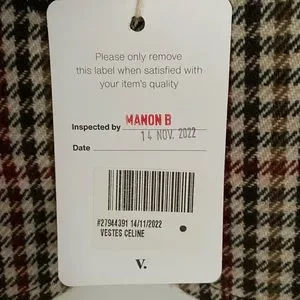 Please only remove
this label when satisfied with
your item's quality
Inspected by MANON B
14 NOV. 2022
Date
#27944391 14/11/2022
VESTES CELINE
V.